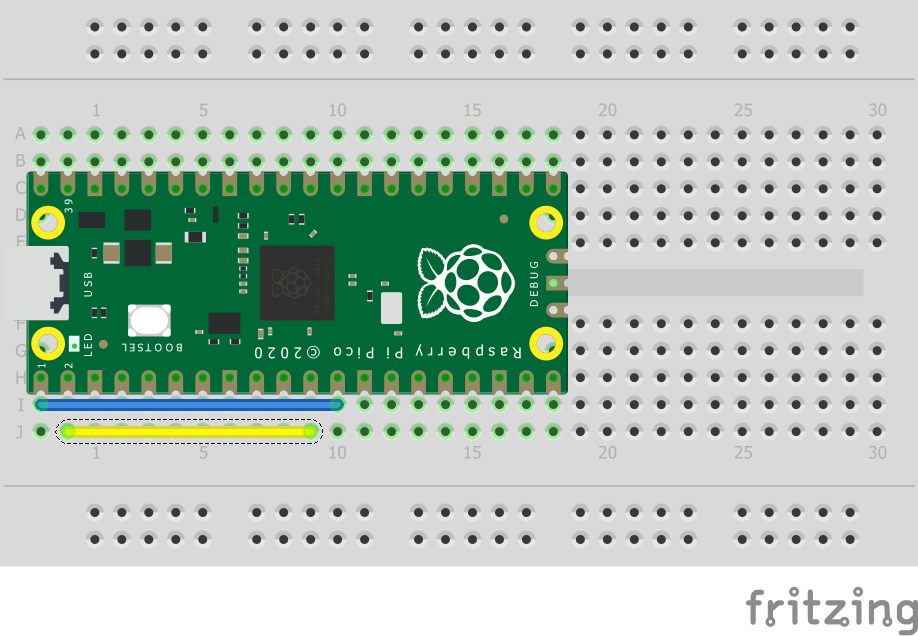 1 5 10 15 20 25 30
A
B
C
39
D
F
USB
DEBUG
F
LED
BOOTSEL
G
Raspberry Pi Pico ©2020
1 2
H
I
J
1 5 10 15 20 25 30
fritzing